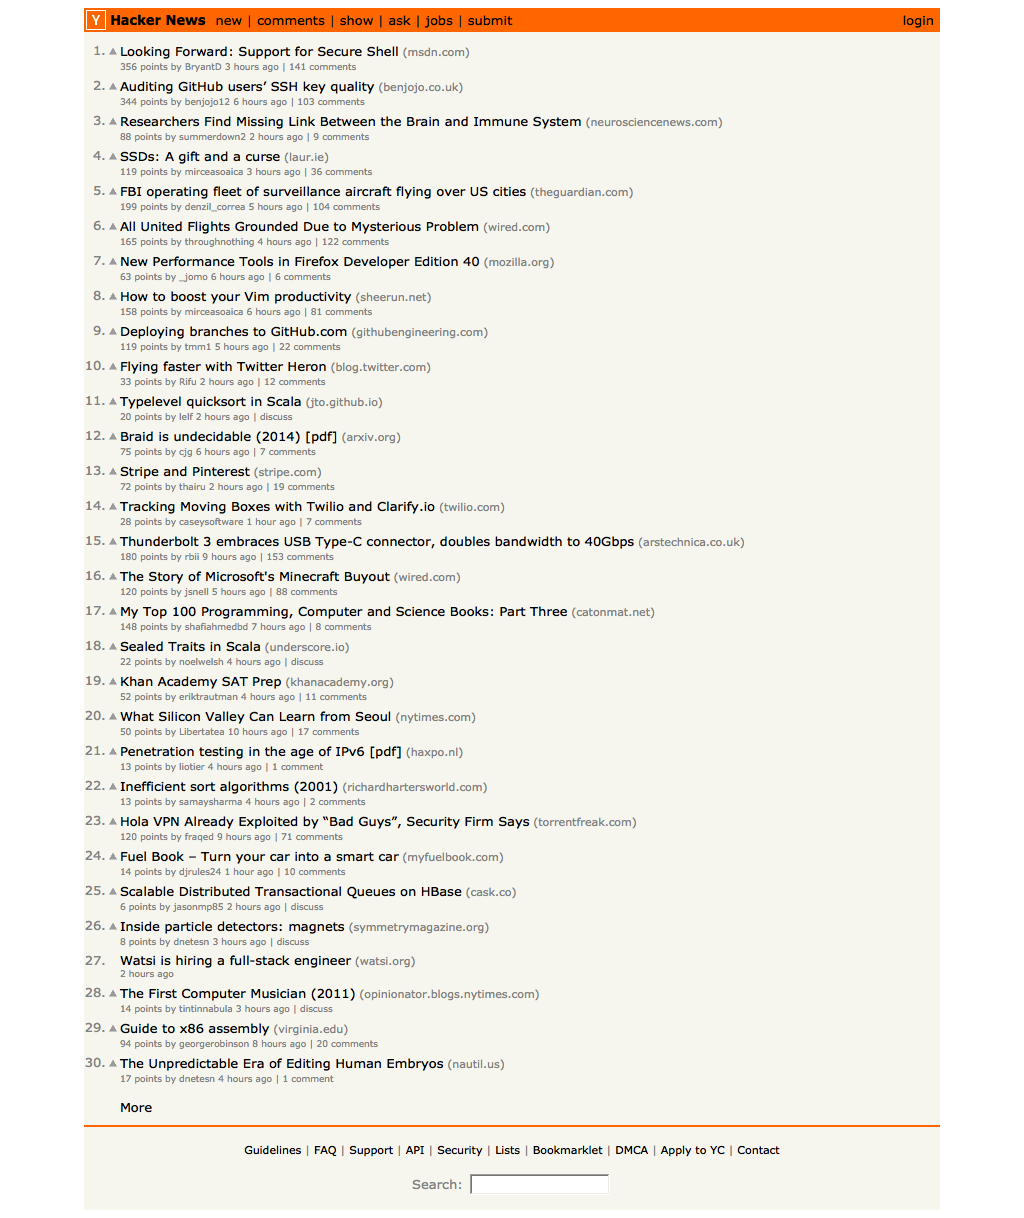 Y Hacker News new | comments | show | ask | jobs | submit login
1. Looking Forward: Support for Secure Shell (msdn.com)
356 points by BryantD 3 hours ago | 141 comments
2. Auditing GitHub users’ SSH key quality (benjojo.co.uk)
344 points by benjojo12 6 hours ago | 103 comments
3. Researchers Find Missing Link Between the Brain and Immune System (neurosciencenews.com)
88 points by summerdown2 2 hours ago | 9 comments
4. SSDs: A gift and a curse (laur.ie)
119 points by mirceasoaica 3 hours ago | 36 comments
5. FBI operating fleet of surveillance aircraft flying over US cities (theguardian.com)
199 points by denzil_correa 5 hours ago | 104 comments
6. All United Flights Grounded Due to Mysterious Problem (wired.com)
165 points by throughnothing 4 hours ago | 122 comments
7. New Performance Tools in Firefox Developer Edition 40 (mozilla.org)
63 points by _jomo 6 hours ago | 6 comments
8. How to boost your Vim productivity (sheerun.net)
158 points by mirceasoaica 6 hours ago | 81 comments
9. Deploying branches to GitHub.com (githubengineering.com)
119 points by tmm1 5 hours ago | 22 comments
10. Flying faster with Twitter Heron (blog.twitter.com)
33 points by Rifu 2 hours ago | 12 comments
11. Typelevel quicksort in Scala (jto.github.io)
20 points by lelf 2 hours ago | discuss
12. Braid is undecidable (2014) [pdf] (arxiv.org)
75 points by cjg 6 hours ago | 7 comments
13. Stripe and Pinterest (stripe.com)
72 points by thairu 2 hours ago | 19 comments
14. Tracking Moving Boxes with Twilio and Clarify.io (twilio.com)
28 points by caseysoftware 1 hour ago | 7 comments
15. Thunderbolt 3 embraces USB Type-C connector, doubles bandwidth to 40Gbps (arstechnica.co.uk)
180 points by rbii 9 hours ago | 153 comments
16. The Story of Microsoft's Minecraft Buyout (wired.com)
120 points by jsnell 5 hours ago | 88 comments
17. My Top 100 Programming, Computer and Science Books: Part Three (catonmat.net)
148 points by shafiahmedbd 7 hours ago | 8 comments
18. Sealed Traits in Scala (underscore.io)
22 points by noelwelsh 4 hours ago | discuss
19. Khan Academy SAT Prep (khanacademy.org)
52 points by eriktrautman 4 hours ago | 11 comments
20. What Silicon Valley Can Learn from Seoul (nytimes.com)
50 points by Libertatea 10 hours ago | 17 comments
21. Penetration testing in the age of IPv6 [pdf] (haxpo.nl)
13 points by liotier 4 hours ago | 1 comment
22. Inefficient sort algorithms (2001) (richardhartersworld.com)
13 points by samaysharma 4 hours ago | 2 comments
23. Hola VPN Already Exploited by “Bad Guys”, Security Firm Says (torrentfreak.com)
120 points by fraqed 9 hours ago | 71 comments
24. Fuel Book – Turn your car into a smart car (myfuelbook.com)
14 points by djrules24 1 hour ago | 10 comments
25. Scalable Distributed Transactional Queues on HBase (cask.co)
6 points by jasonmp85 2 hours ago | discuss
26. Inside particle detectors: magnets (symmetrymagazine.org)
8 points by dnetesn 3 hours ago | discuss
27. Watsi is hiring a full-stack engineer (watsi.org)
2 hours ago
28. The First Computer Musician (2011) (opinionator.blogs.nytimes.com)
14 points by tintinnabula 3 hours ago | discuss
29. Guide to x86 assembly (virginia.edu)
94 points by georgerobinson 8 hours ago | 20 comments
30. The Unpredictable Era of Editing Human Embryos (nautil.us)
17 points by dnetesn 4 hours ago | 1 comment
More
Guidelines | FAQ | Support | API | Security | Lists | Bookmarklet | DMCA | Apply to YC | Contact
Search: